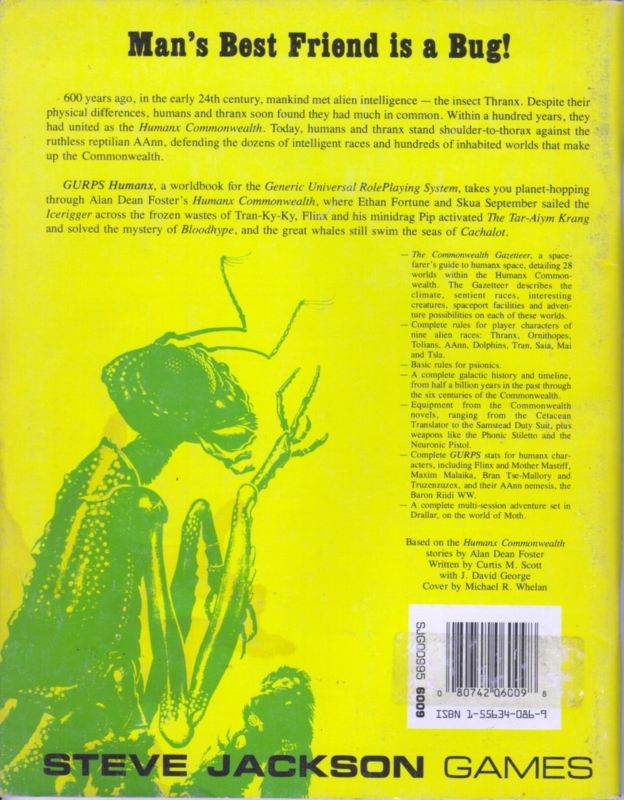 Man's Best Friend is a Bug!
600 years ago, in the early 24th century, mankind met alien intelligence — the insect Thranx. Despite their
physical differences, humans and thranx soon found they had much in common. Within a hundred years, they
had united as the Humanx Commonwealth. Today, humans and thranx stand shoulder-to-thorax against the
ruthless reptilian AAnn, defending the dozens of intelligent races and hundreds of inhabited worlds that make
up the Commonwealth.
GURPS Humanx, a worldbook for the Generic Universal RolePlaying System, takes you planet-hopping
through Alan Dean Foster's Humanx Commonwealth, where Ethan Fortune and Skua September sailed the
Icerigger across the frozen wastes of Tran-Ky-Ky, Flinx and his minidrag Pip activated The Tar-Aiym Krang
and solved the mystery of Bloodhype, and the great whales still swim the seas of Cachalot.
— The Commonwealth Gazetteer, a space-
farer's guide to humanx space, detailing 28
worlds within the Humanx Common-
wealth. The Gazetteer describes the
climate, sentient races, interesting
creatures, spaceport facilities and adven-
ture possibilities on each of these worlds.
— Complete rules for player characters of
nine alien races: Thranx, Ornithopes,
Tolians, AAnn, Dolphins, Tran, Saia, Mai
and Tsla.
— Basic rules for psionics.
— A complete galactic history and timeline,
from half a billion years in the past through
the six centuries of the Commonwealth.
— Equipment from the Commonwealth
novels, ranging from the Cetacean
Translator to the Samstead Duty Suit, plus
weapons like the Phonic Stiletto and the
Neuronic Pistol.
— Complete GURPS stats for humanx char-
acters, including Flinx and Mother Mastiff,
Maxim Malaika, Bran Tse-Mallory and
Truzenzuzex, and their AAnn nemesis, the
Baron Riidi WW.
— A complete multi-session adventure set in
Drallar, on the world of Moth.
Based on the Humanx Commonwealth
stories by Alan Dean Foster
Written by Curtis M. Scott
with J. David George
Cover by Michael R. Whelan
SJG00995 6009
0 80742 06009 8
ISBN 1-55634-086-9
STEVE JACKSON GAMES